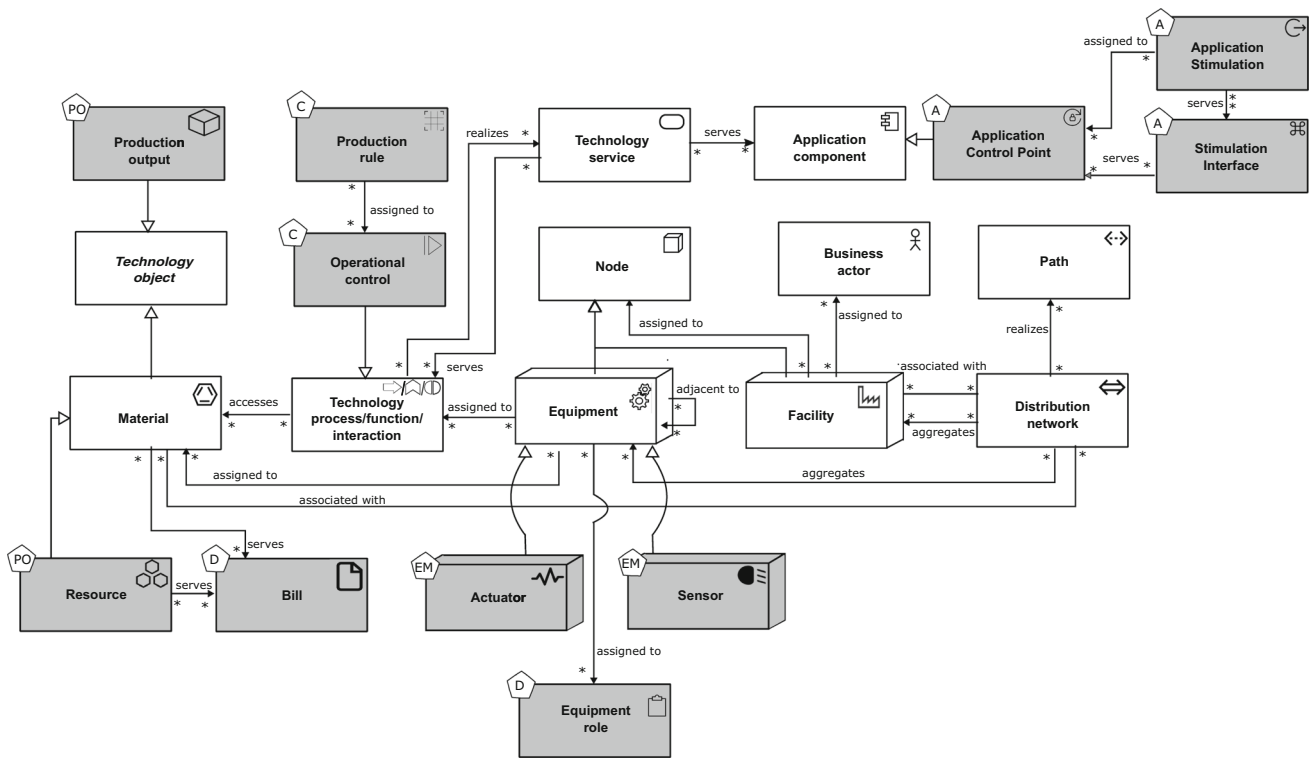 A
Application
Stimulation
assigned to
*
* *
serves
*
PO
Production
output
C
Production
rule
realizes
*
*
Technology
service
serves
*
*
Application
component
A
Application
Control Point
*
serves
*
*
A
Stimulation
Interface
*
assigned to
*
C
Operational
control
Technology
object
Node
Business
actor
Path
*
assigned to
*
realizes
*
assigned to
*
*
*
*
serves
*
associated with
*
*
Material
accesses
*
*
Technology
process/function/
interaction
assigned to
*
*
Equipment
adjacent to
*
*
Facility
*
aggregates
*
Distribution
network
*
*
*
assigned to
*
*
*
aggregates
*
*
associated with
*
serves
PO
Resource
serves
*
*
D
Bill
EM
Actuator
EM
Sensor
assigned to
*
D
Equipment
role